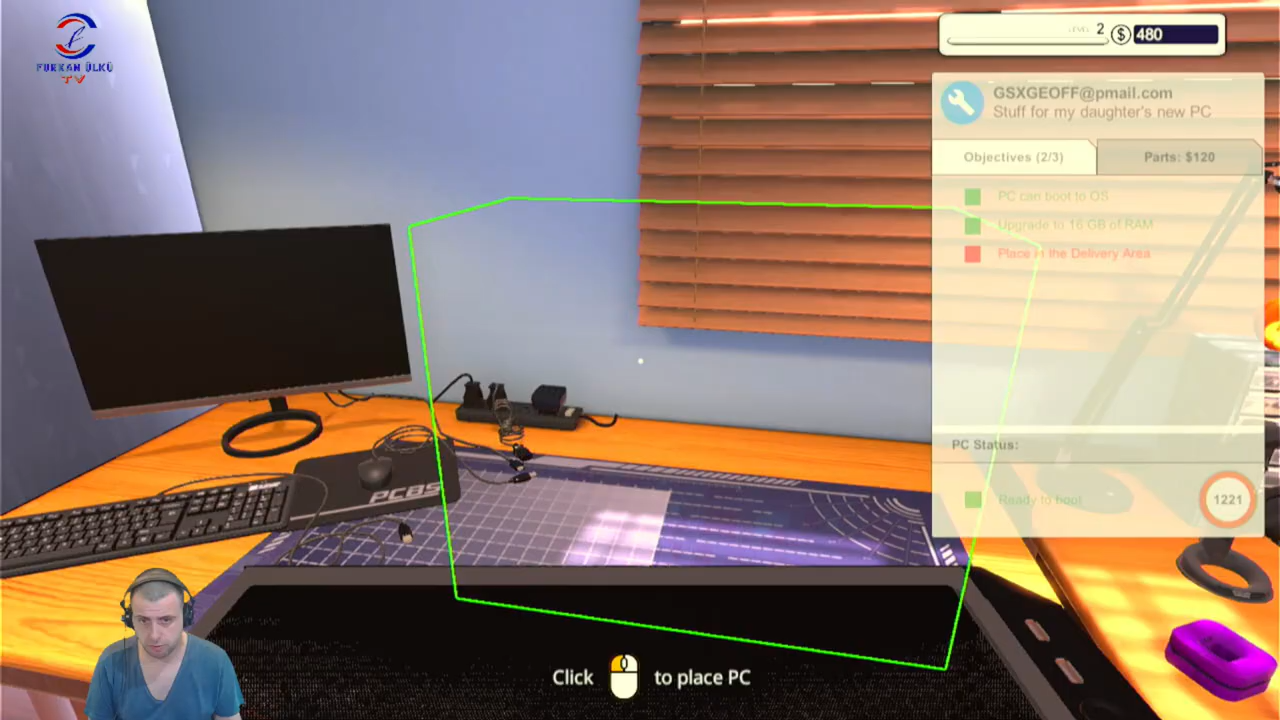 FURKAN ÜLKÜ
TV
LEVEL 2 $ 480
GSXGEOFF@pmail.com
Stuff for my daughter's new PC
Objectives (2/3)
Parts: $120
PC can boot to OS
Upgrade to 16 GB of RAM
Place in the Delivery Area
PC Status:
Ready to boot
1221
PCBS
Click to place PC